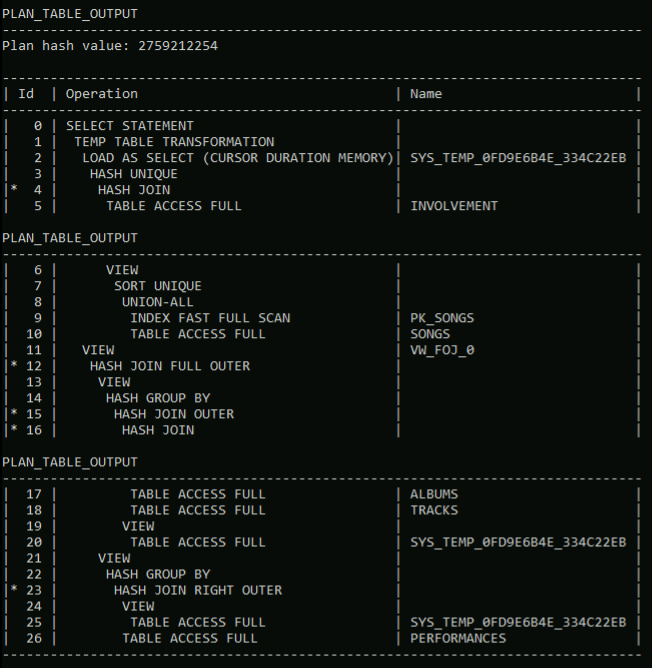 PLAN_TABLE_OUTPUT
--------------------------------------------------------------------------------
Plan hash value: 2759212254

--------------------------------------------------------------------------------
| Id  | Operation                                | Name                        |
--------------------------------------------------------------------------------
|   0 | SELECT STATEMENT                         |                             |
|   1 |  TEMP TABLE TRANSFORMATION               |                             |
|   2 |   LOAD AS SELECT (CURSOR DURATION MEMORY)| SYS_TEMP_0FD9E6B4E_334C22EB |
|   3 |    HASH UNIQUE                           |                             |
|*  4 |     HASH JOIN                            |                             |
|   5 |      TABLE ACCESS FULL                   | INVOLVEMENT                 |

PLAN_TABLE_OUTPUT
--------------------------------------------------------------------------------
|   6 |      VIEW                                |                             |
|   7 |       SORT UNIQUE                        |                             |
|   8 |        UNION-ALL                         |                             |
|   9 |         INDEX FAST FULL SCAN             | PK_SONGS                    |
|  10 |         TABLE ACCESS FULL                | SONGS                       |
|  11 |   VIEW                                   | VW_FOJ_0                    |
|* 12 |    HASH JOIN FULL OUTER                  |                             |
|  13 |     VIEW                                 |                             |
|  14 |      HASH GROUP BY                       |                             |
|* 15 |       HASH JOIN OUTER                    |                             |
|* 16 |        HASH JOIN                         |                             |

PLAN_TABLE_OUTPUT
--------------------------------------------------------------------------------
|  17 |         TABLE ACCESS FULL                | ALBUMS                      |
|  18 |         TABLE ACCESS FULL                | TRACKS                      |
|  19 |        VIEW                              |                             |
|  20 |         TABLE ACCESS FULL                | SYS_TEMP_0FD9E6B4E_334C22EB |
|  21 |     VIEW                                 |                             |
|  22 |      HASH GROUP BY                       |                             |
|* 23 |       HASH JOIN RIGHT OUTER              |                             |
|  24 |        VIEW                              |                             |
|  25 |         TABLE ACCESS FULL                | SYS_TEMP_0FD9E6B4E_334C22EB |
|  26 |        TABLE ACCESS FULL                 | PERFORMANCES                |
--------------------------------------------------------------------------------